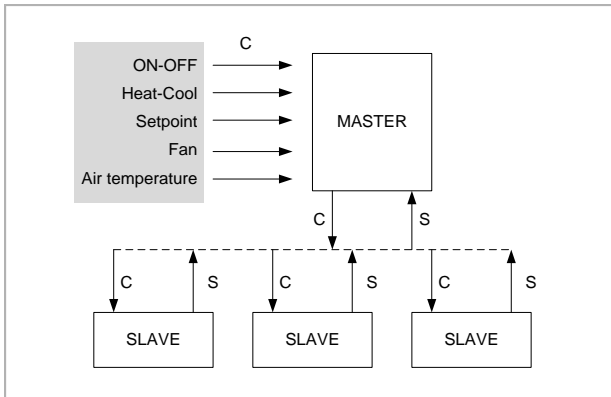 C
ON-OFF
Heat-Cool
Setpoint
Fan
Air temperature
MASTER
C S
C S C S C S
SLAVE SLAVE SLAVE